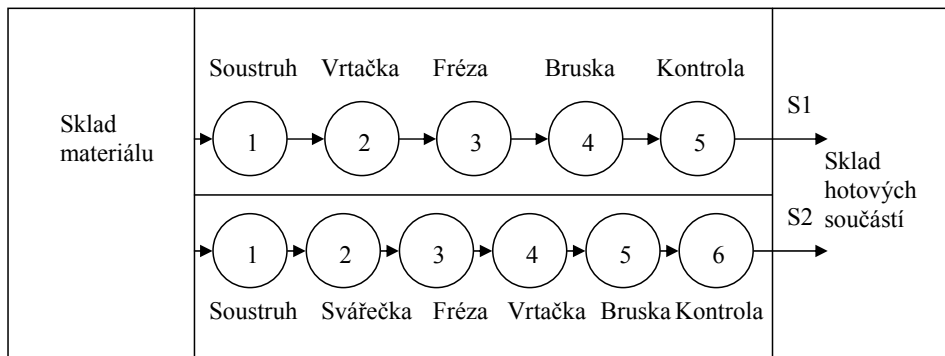 Soustruh Vrtačka Fréza Bruska Kontrola
Sklad
materiálu
1 2 3 4 5
S1
Sklad
hotových
součástí
S2
1 2 3 4 5 6
Soustruh Svářečka Fréza Vrtačka Bruska Kontrola